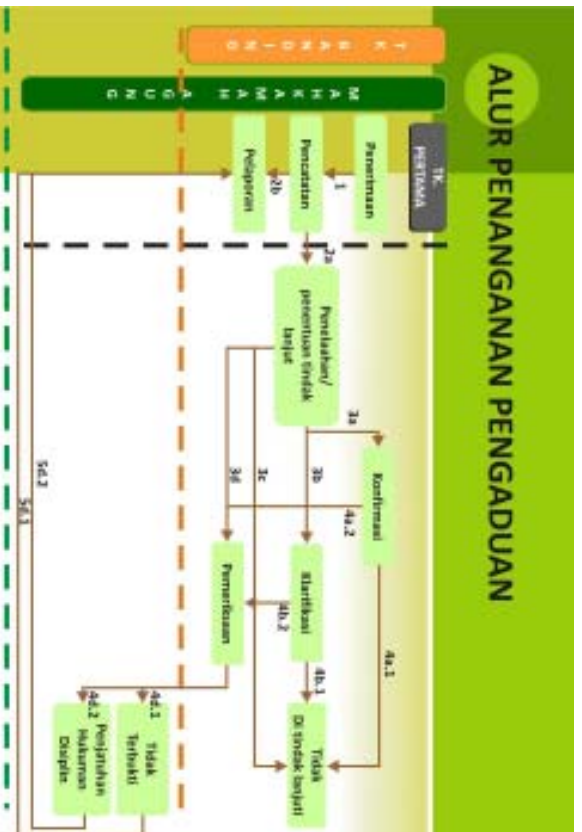 ALUR PENANGANAN PENGADUAN
TK.
PERTAMA
TK BANDING
MAHKAMAH AGUNG
Penerimaan
1
Pencatatan
2b
Pelaporan
2a
Penelaahan/
penentuan tindak
lanjut
3a
3b
3c
3d
Konfirmasi
4a.1
4a.2
Klarifikasi
4b.1
4b.2
Pemeriksaan
Tidak
Di tindak lanjuti
4d.1
Tidak
Terbukti
4d.2
Penjatuhan
Hukuman
Disiplin
5d.2
5d.1